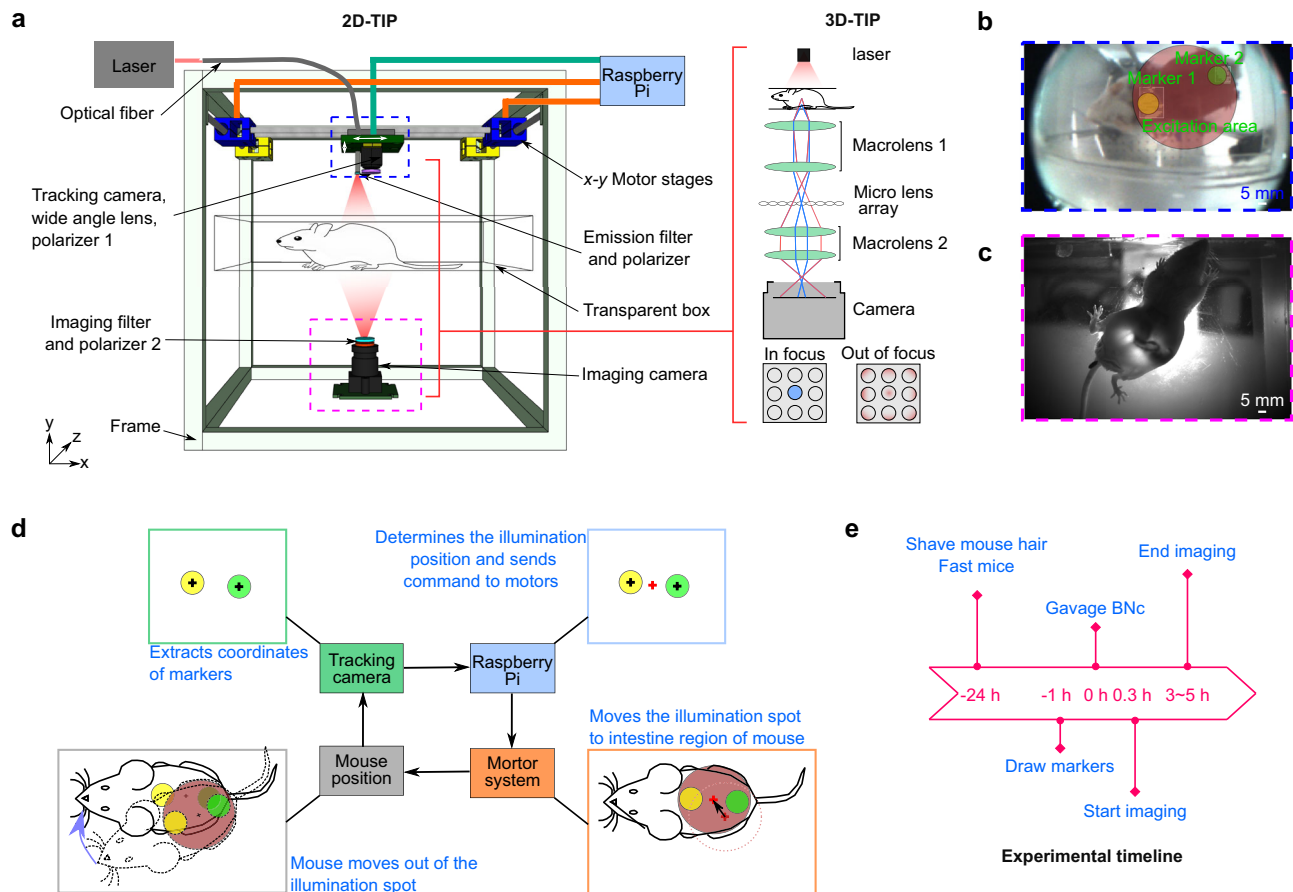 a
2D-TIP
Laser
Optical fiber
Raspberry
Pi
Tracking camera,
wide angle lens,
polarizer 1
x-y Motor stages
Emission filter
and polarizer
Transparent box
Imaging filter
and polarizer 2
Imaging camera
Frame
y
z
x
3D-TIP
laser
Macrolens 1
Micro lens
array
Macrolens 2
Camera
In focus
Out of focus
b
Marker 2
Marker 1
Excitation area
5 mm
c
5 mm
d
Determines the illumination
position and sends
command to motors
Extracts coordinates
of markers
Tracking
camera
Raspberry
Pi
Moves the illumination spot
to intestine region of mouse
Mouse
position
Mortor
system
Mouse moves out of the
illumination spot
e
Shave mouse hair
Fast mice
End imaging
Gavage BNc
-24 h
-1 h
0 h
0.3 h
3~5 h
Draw markers
Start imaging
Experimental timeline